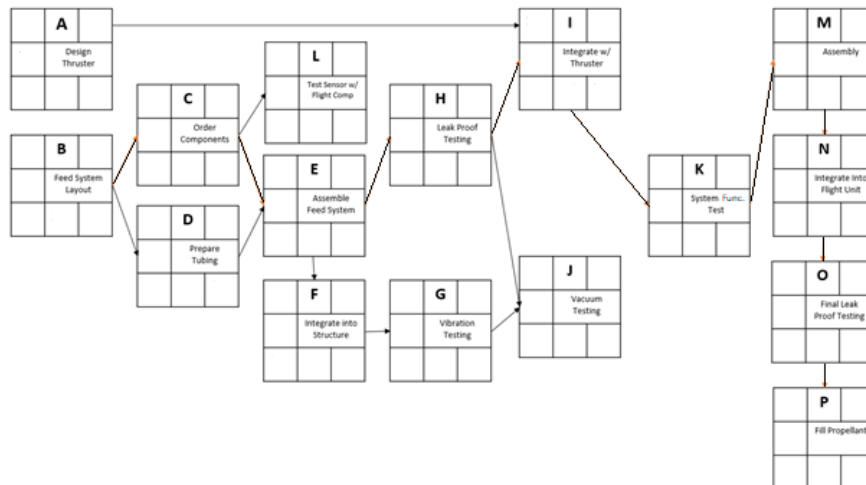 A
Design
Thruster
I
Integrate w/
Thruster
M
Assembly
L
Test Sensor w/
Flight Comp
C
Order
Components
H
Leak Proof
Testing
B
Feed System
Layout
E
Assemble
Feed System
K
System Func.
Test
N
Integrate Into
Flight Unit
D
Prepare
Tubing
J
Vacuum
Testing
O
Final Leak
Proof Testing
F
Integrate into
Structure
G
Vibration
Testing
P
Fill Propellant